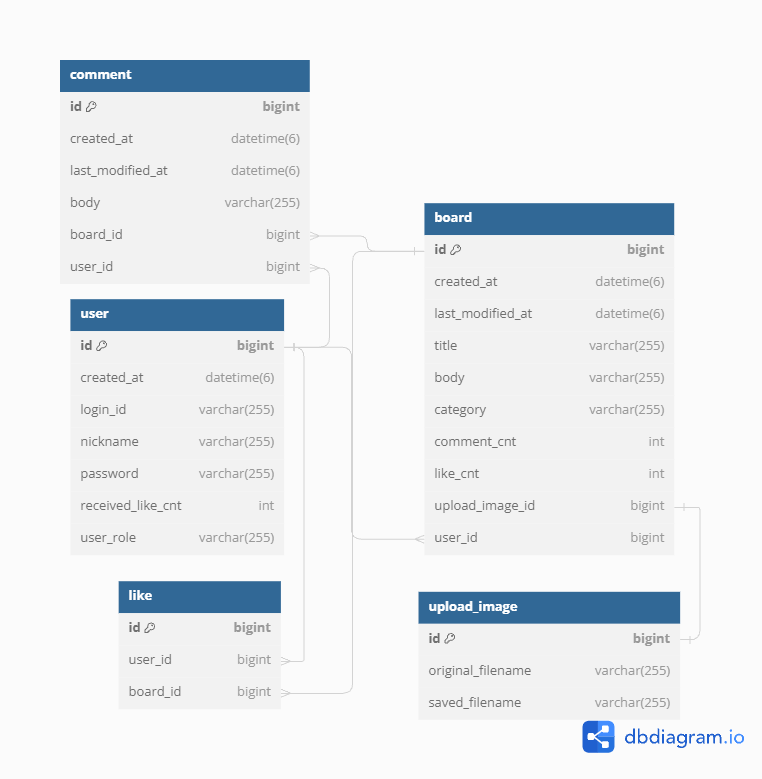 comment
id bigint
created_at datetime(6)
last_modified_at datetime(6)
body varchar(255)
board_id bigint
user_id bigint
user
id bigint
created_at datetime(6)
login_id varchar(255)
nickname varchar(255)
password varchar(255)
received_like_cnt int
user_role varchar(255)
like
id bigint
user_id bigint
board_id bigint
board
id bigint
created_at datetime(6)
last_modified_at datetime(6)
title varchar(255)
body varchar(255)
category varchar(255)
comment_cnt int
like_cnt int
upload_image_id bigint
user_id bigint
upload_image
id bigint
original_filename varchar(255)
saved_filename varchar(255)
dbdiagram.io